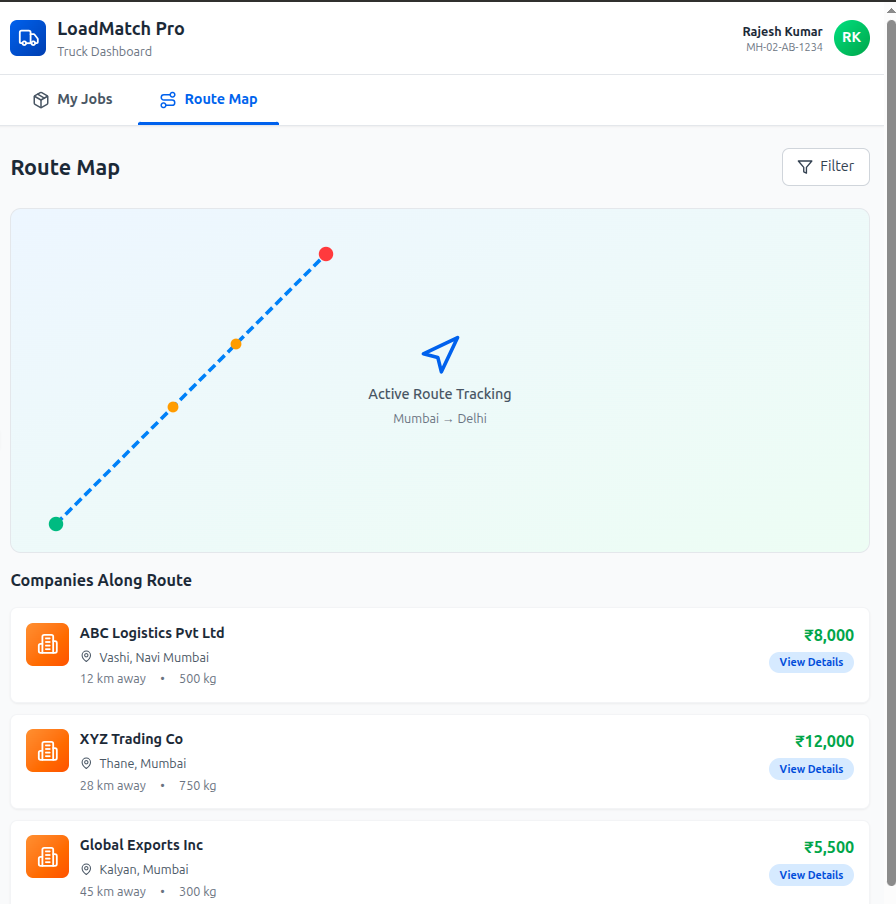 LoadMatch Pro
Truck Dashboard
Rajesh Kumar
MH-02-AB-1234
RK
My Jobs
Route Map
Route Map
Filter
Active Route Tracking
Mumbai → Delhi
Companies Along Route
ABC Logistics Pvt Ltd
Vashi, Navi Mumbai
12 km away • 500 kg
₹8,000
View Details
XYZ Trading Co
Thane, Mumbai
28 km away • 750 kg
₹12,000
View Details
Global Exports Inc
Kalyan, Mumbai
45 km away • 300 kg
₹5,500
View Details